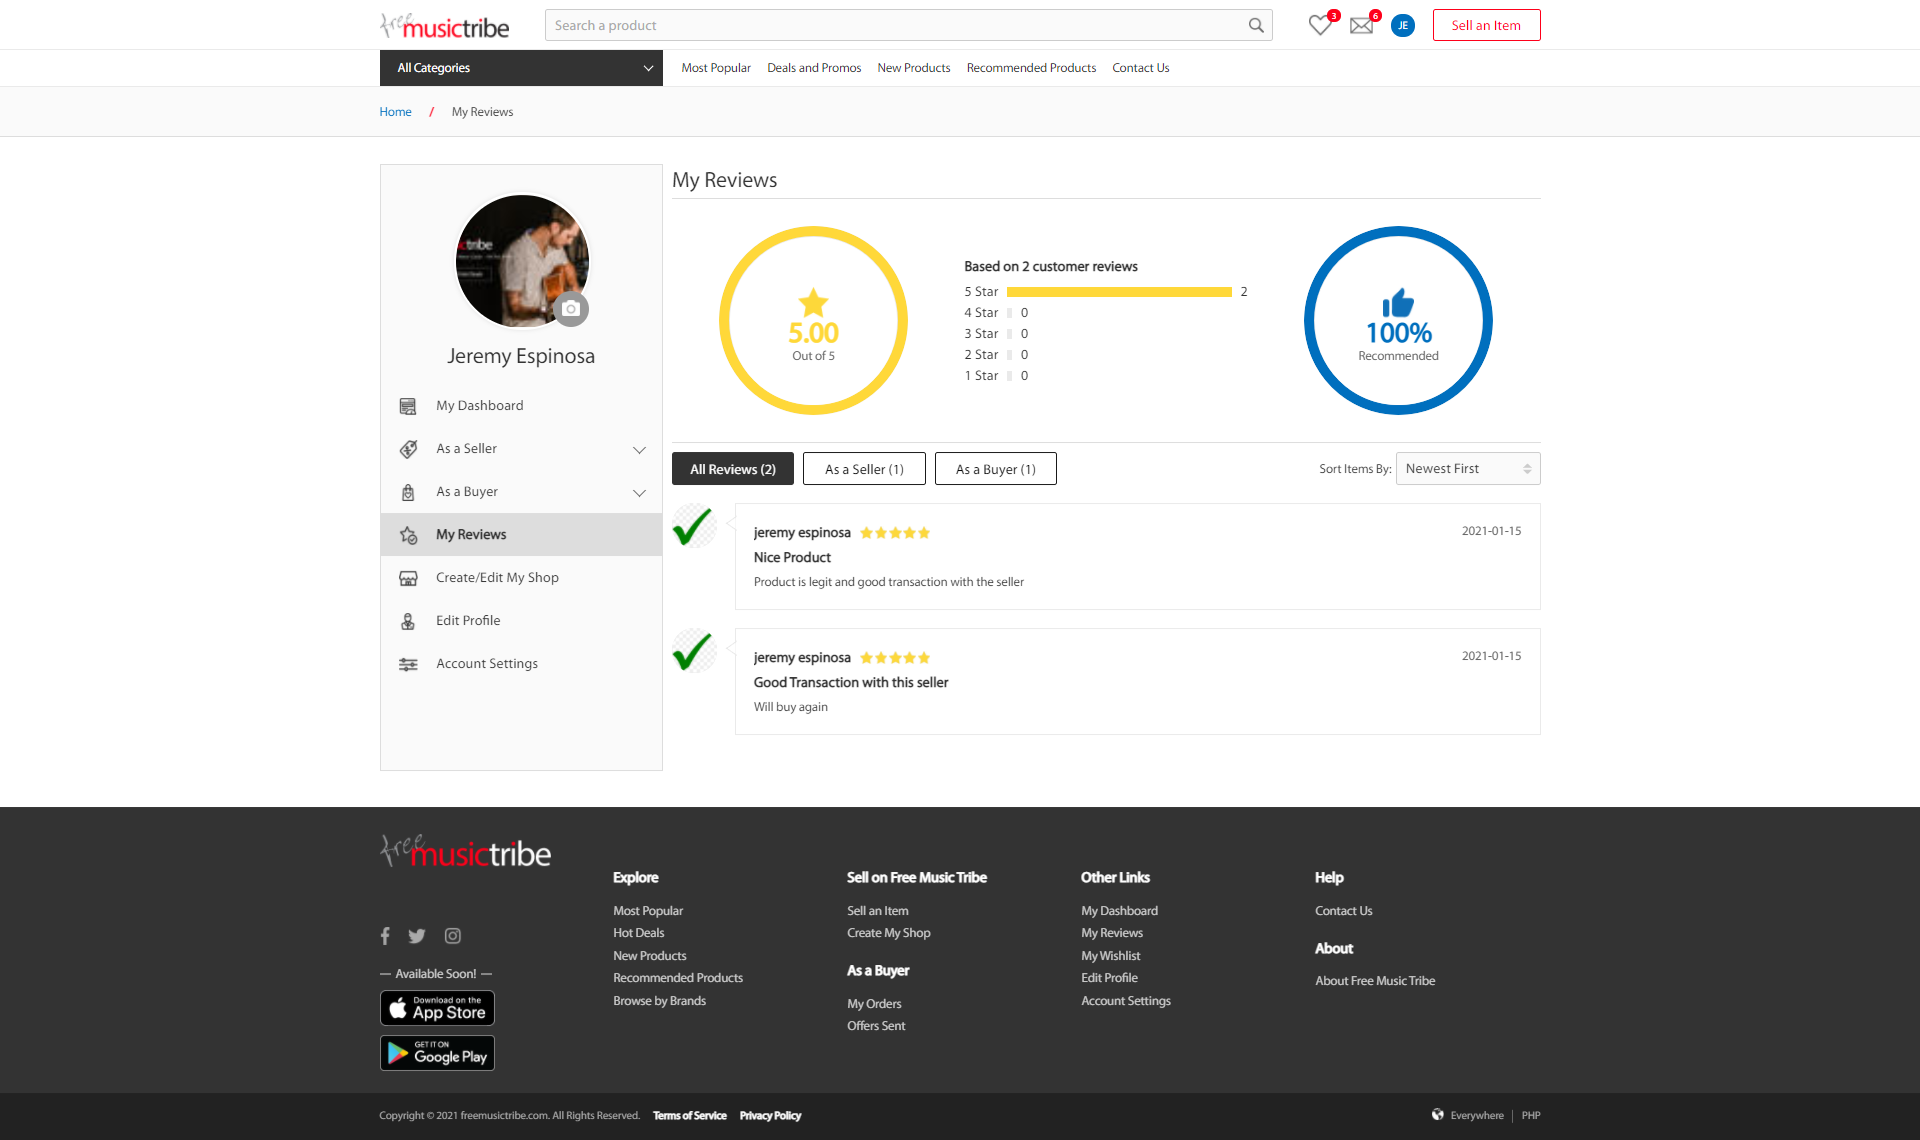 free musictribe
Search a product
3
6
JE
Sell an Item
All Categories
Most Popular
Deals and Promos
New Products
Recommended Products
Contact Us
Home / My Reviews
tribe
Jeremy Espinosa
My Dashboard
As a Seller
As a Buyer
My Reviews
Create/Edit My Shop
Edit Profile
Account Settings
My Reviews
5.00
Out of 5
Based on 2 customer reviews
5 Star 2
4 Star 0
3 Star 0
2 Star 0
1 Star 0
100%
Recommended
All Reviews (2)
As a Seller (1)
As a Buyer (1)
Sort Items By: Newest First
jeremy espinosa
2021-01-15
Nice Product
Product is legit and good transaction with the seller
jeremy espinosa
2021-01-15
Good Transaction with this seller
Will buy again
free musictribe
— Available Soon! —
Download on the
App Store
GET IT ON
Google Play
Explore
Most Popular
Hot Deals
New Products
Recommended Products
Browse by Brands
Sell on Free Music Tribe
Sell an Item
Create My Shop
As a Buyer
My Orders
Offers Sent
Other Links
My Dashboard
My Reviews
My Wishlist
Edit Profile
Account Settings
Help
Contact Us
About
About Free Music Tribe
Copyright © 2021 freemusictribe.com. All Rights Reserved. Terms of Service Privacy Policy
Everywhere | PHP